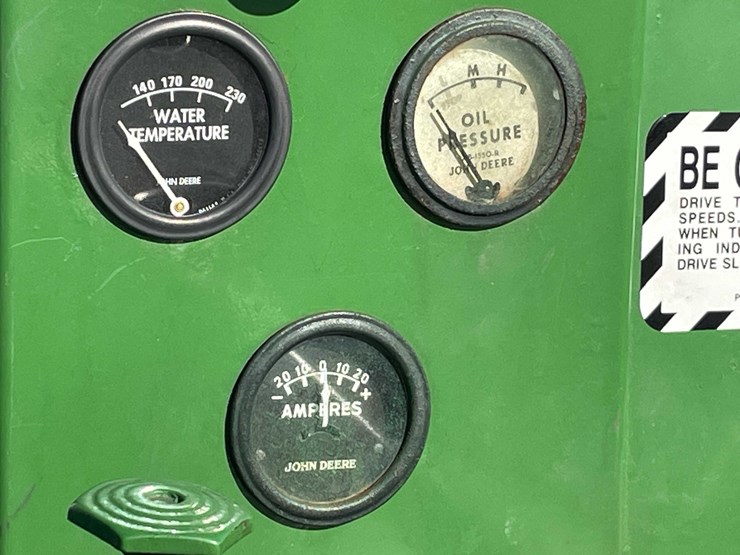 140 170 200 230
WATER
TEMPERATURE
JOHN DEERE
M H
OIL
PRESSURE
JOHN DEERE
BE
DRIVE
SPEEDS.
WHEN
ING IND
DRIVE
20 10 0 10 20
- +
AMPERES
JOHN DEERE